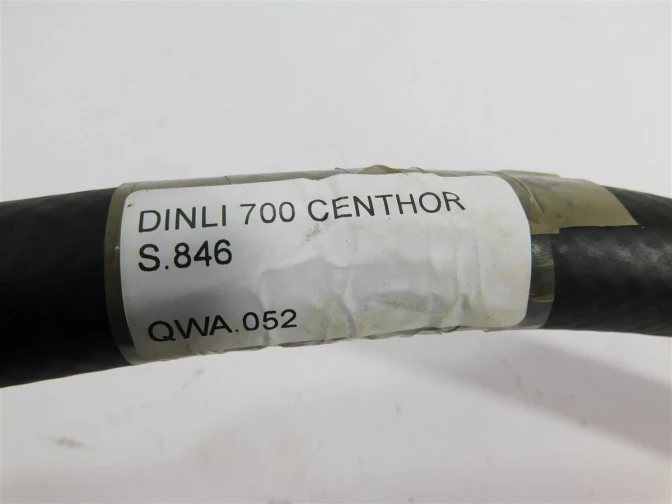 DINLI 700 CENTHOR
S.846
QWA.052